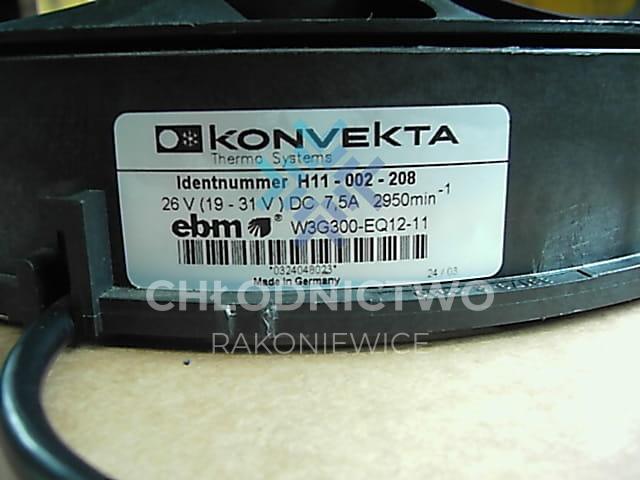 KONVEKTA
Thermo Systems
Identnummer H11 - 002 - 208
26 V (19 - 31 V) DC 7,5A 2950min⁻¹
ebm ® W3G300-EQ12-11
*0324048023*
Made in Germany 24 / 03
CHŁODNICTWO
RAKONIEWICE